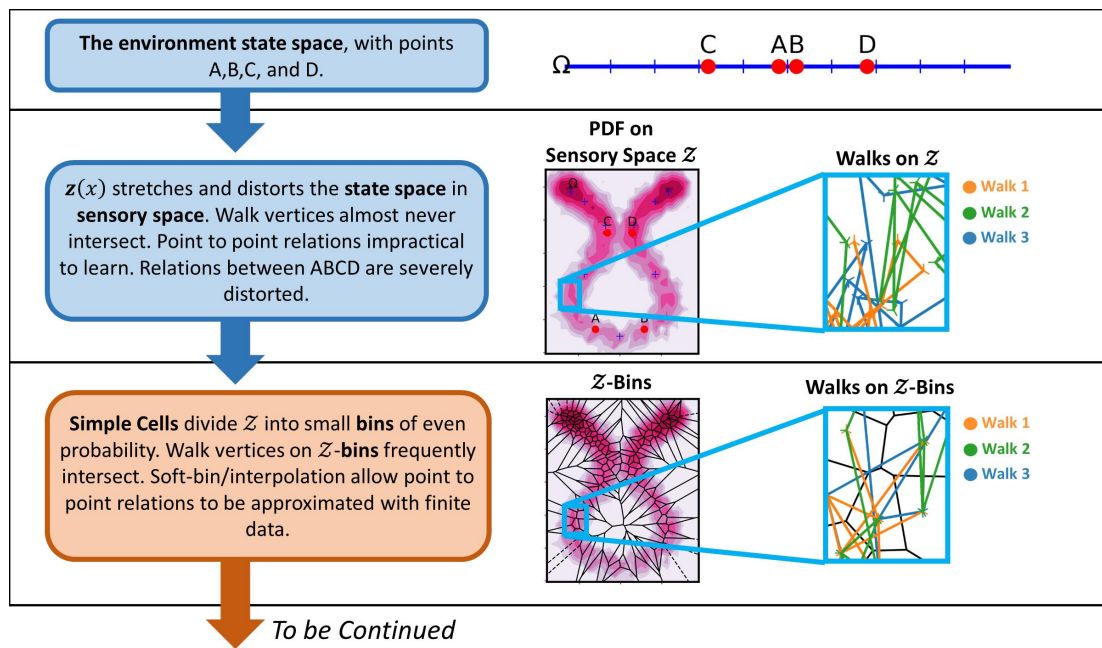 The environment state space, with points
A,B,C, and D.
C
A
B
D
Ω
z(x) stretches and distorts the state space in
sensory space. Walk vertices almost never
intersect. Point to point relations impractical
to learn. Relations between ABCD are severely
distorted.
PDF on
Sensory Space 𝒵
Ω
C
D
A
B
Walks on 𝒵
Walk 1
Walk 2
Walk 3
Simple Cells divide 𝒵 into small bins of even
probability. Walk vertices on 𝒵-bins frequently
intersect. Soft-bin/interpolation allow point to
point relations to be approximated with finite
data.
𝒵-Bins
Walks on 𝒵-Bins
Walk 1
Walk 2
Walk 3
To be Continued